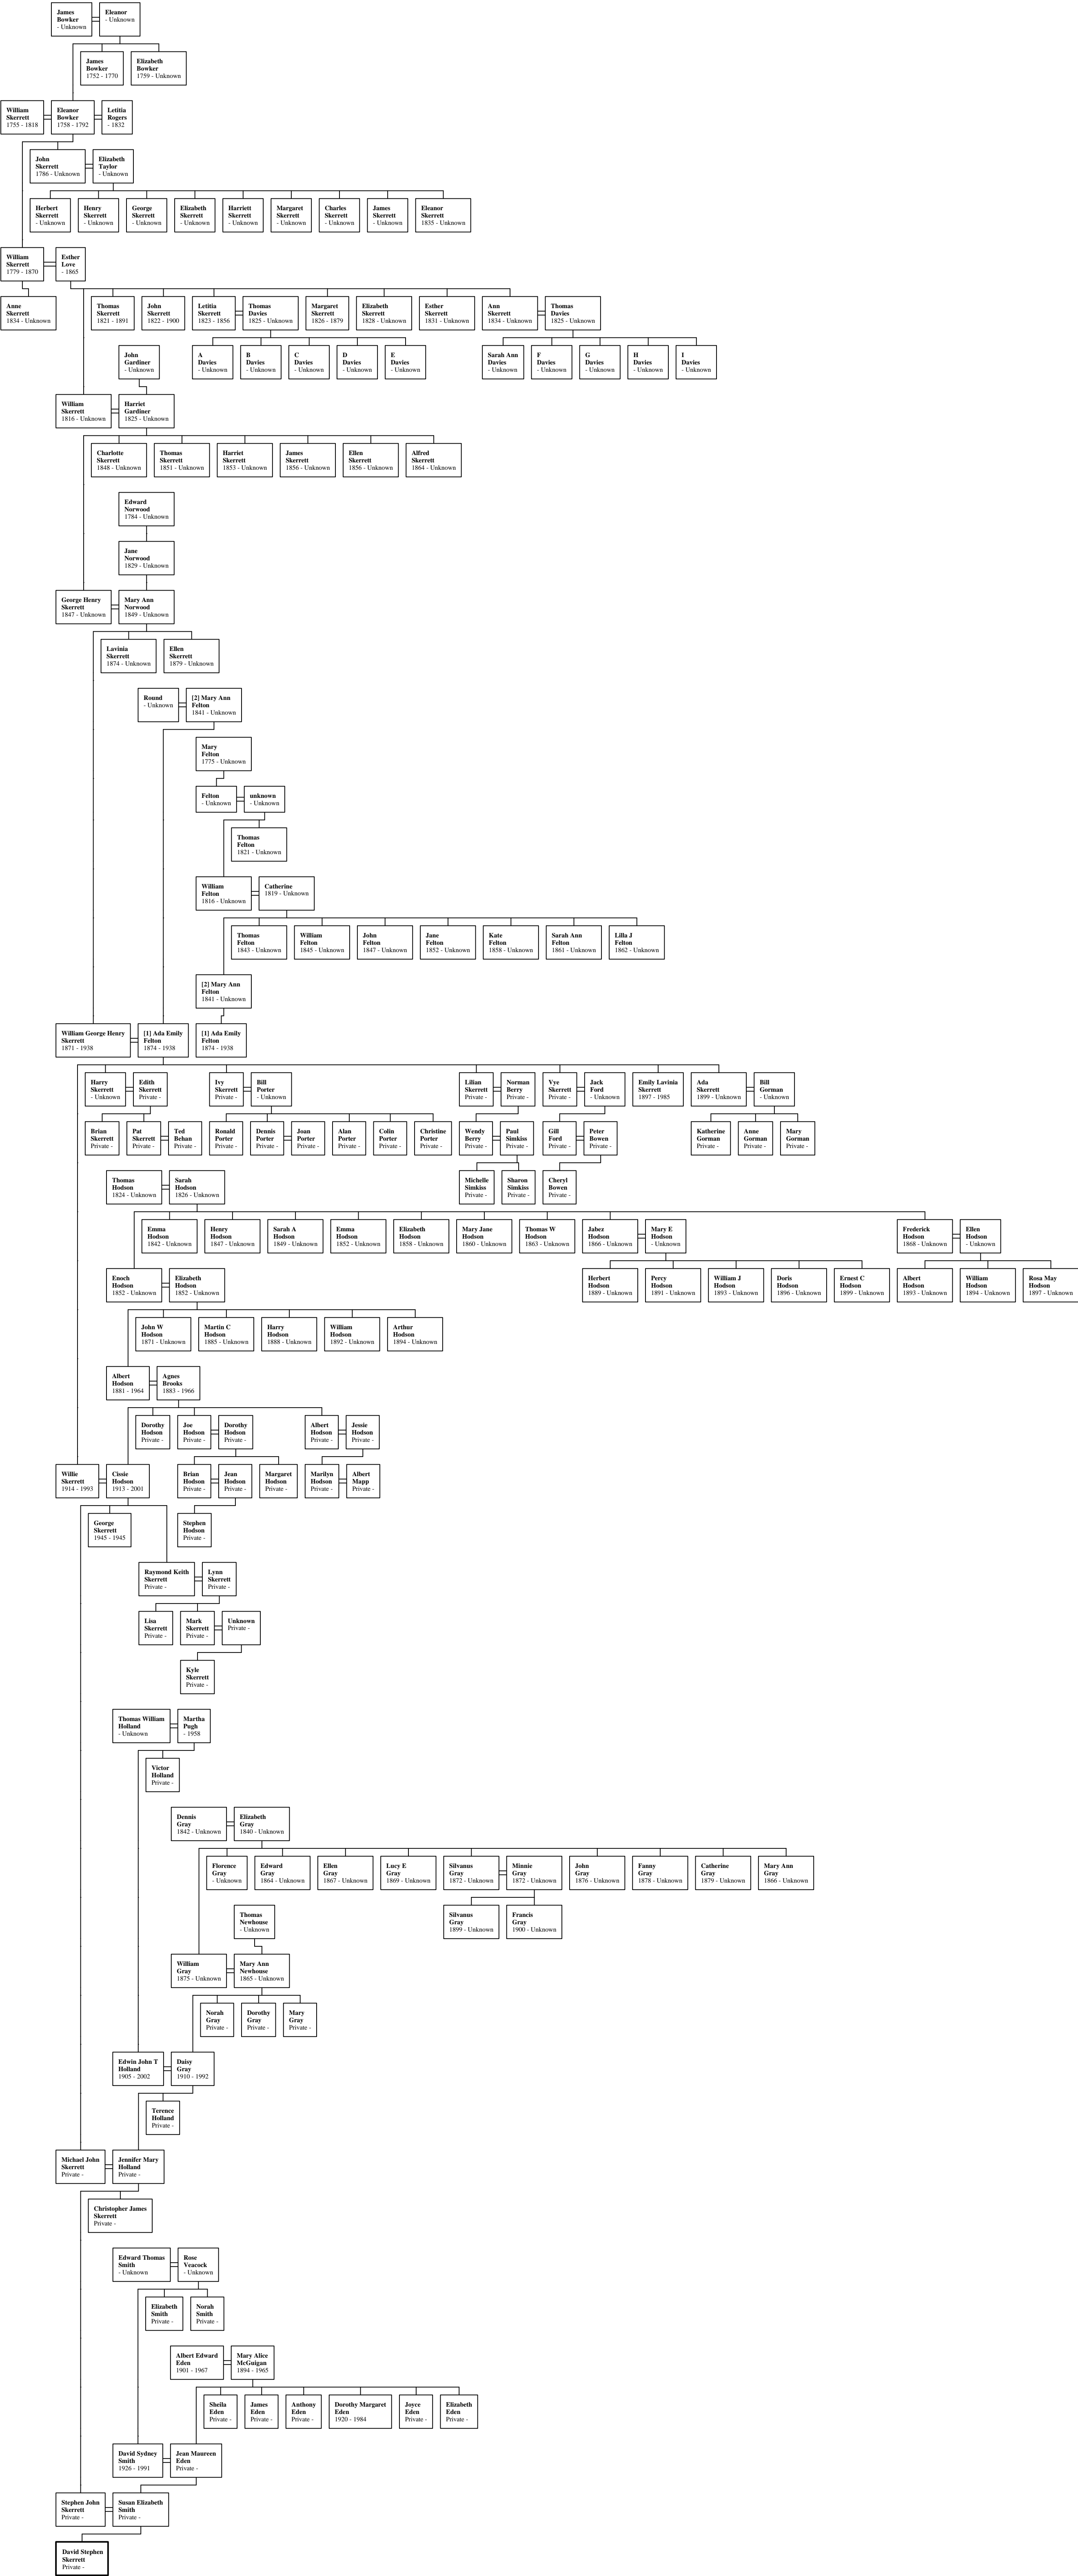 James
Bowker
- Unknown
Eleanor
- Unknown
James
Bowker
1752 - 1770
Elizabeth
Bowker
1759 - Unknown
William
Skerrett
1755 - 1818
Eleanor
Bowker
1758 - 1792
Letitia
Rogers
- 1832
John
Skerrett
1786 - Unknown
Elizabeth
Taylor
- Unknown
Herbert
Skerrett
- Unknown
Henry
Skerrett
- Unknown
George
Skerrett
- Unknown
Elizabeth
Skerrett
- Unknown
Harriett
Skerrett
- Unknown
Margaret
Skerrett
- Unknown
Charles
Skerrett
- Unknown
James
Skerrett
- Unknown
Eleanor
Skerrett
1835 - Unknown
William
Skerrett
1779 - 1870
Esther
Love
- 1865
Anne
Skerrett
1834 - Unknown
Thomas
Skerrett
1821 - 1891
John
Skerrett
1822 - 1900
Letitia
Skerrett
1823 - 1856
Thomas
Davies
1825 - Unknown
Margaret
Skerrett
1826 - 1879
Elizabeth
Skerrett
1828 - Unknown
Esther
Skerrett
1831 - Unknown
Ann
Skerrett
1834 - Unknown
Thomas
Davies
1825 - Unknown
John
Gardiner
- Unknown
A
Davies
- Unknown
B
Davies
- Unknown
C
Davies
- Unknown
D
Davies
- Unknown
E
Davies
- Unknown
Sarah Ann
Davies
- Unknown
F
Davies
- Unknown
G
Davies
- Unknown
H
Davies
- Unknown
I
Davies
- Unknown
William
Skerrett
1816 - Unknown
Harriet
Gardiner
1825 - Unknown
Charlotte
Skerrett
1848 - Unknown
Thomas
Skerrett
1851 - Unknown
Harriet
Skerrett
1853 - Unknown
James
Skerrett
1856 - Unknown
Ellen
Skerrett
1856 - Unknown
Alfred
Skerrett
1864 - Unknown
Edward
Norwood
1784 - Unknown
Jane
Norwood
1829 - Unknown
George Henry
Skerrett
1847 - Unknown
Mary Ann
Norwood
1849 - Unknown
Lavinia
Skerrett
1874 - Unknown
Ellen
Skerrett
1879 - Unknown
Round
- Unknown
[2] Mary Ann
Felton
1841 - Unknown
Mary
Felton
1775 - Unknown
Felton
- Unknown
unknown
- Unknown
Thomas
Felton
1821 - Unknown
William
Felton
1816 - Unknown
Catherine
1819 - Unknown
Thomas
Felton
1843 - Unknown
William
Felton
1845 - Unknown
John
Felton
1847 - Unknown
Jane
Felton
1852 - Unknown
Kate
Felton
1858 - Unknown
Sarah Ann
Felton
1861 - Unknown
Lilla J
Felton
1862 - Unknown
[2] Mary Ann
Felton
1841 - Unknown
William George Henry
Skerrett
1871 - 1938
[1] Ada Emily
Felton
1874 - 1938
[1] Ada Emily
Felton
1874 - 1938
Harry
Skerrett
- Unknown
Edith
Skerrett
Private -
Ivy
Skerrett
Private -
Bill
Porter
- Unknown
Lilian
Skerrett
Private -
Norman
Berry
Private -
Vye
Skerrett
Private -
Jack
Ford
- Unknown
Emily Lavinia
Skerrett
1897 - 1985
Ada
Skerrett
1899 - Unknown
Bill
Gorman
- Unknown
Brian
Skerrett
Private -
Pat
Skerrett
Private -
Ted
Behan
Private -
Ronald
Porter
Private -
Dennis
Porter
Private -
Joan
Porter
Private -
Alan
Porter
Private -
Colin
Porter
Private -
Christine
Porter
Private -
Wendy
Berry
Private -
Paul
Simkiss
Private -
Gill
Ford
Private -
Peter
Bowen
Private -
Katherine
Gorman
Private -
Anne
Gorman
Private -
Mary
Gorman
Private -
Thomas
Hodson
1824 - Unknown
Sarah
Hodson
1826 - Unknown
Michelle
Simkiss
Private -
Sharon
Simkiss
Private -
Cheryl
Bowen
Private -
Emma
Hodson
1842 - Unknown
Henry
Hodson
1847 - Unknown
Sarah A
Hodson
1849 - Unknown
Emma
Hodson
1852 - Unknown
Elizabeth
Hodson
1858 - Unknown
Mary Jane
Hodson
1860 - Unknown
Thomas W
Hodson
1863 - Unknown
Jabez
Hodson
1866 - Unknown
Mary E
Hodson
- Unknown
Frederick
Hodson
1868 - Unknown
Ellen
Hodson
- Unknown
Enoch
Hodson
1852 - Unknown
Elizabeth
Hodson
1852 - Unknown
Herbert
Hodson
1889 - Unknown
Percy
Hodson
1891 - Unknown
William J
Hodson
1893 - Unknown
Doris
Hodson
1896 - Unknown
Ernest C
Hodson
1899 - Unknown
Albert
Hodson
1893 - Unknown
William
Hodson
1894 - Unknown
Rosa May
Hodson
1897 - Unknown
John W
Hodson
1871 - Unknown
Martin C
Hodson
1885 - Unknown
Harry
Hodson
1888 - Unknown
William
Hodson
1892 - Unknown
Arthur
Hodson
1894 - Unknown
Albert
Hodson
1881 - 1964
Agnes
Brooks
1883 - 1966
Dorothy
Hodson
Private -
Joe
Hodson
Private -
Dorothy
Hodson
Private -
Albert
Hodson
Private -
Jessie
Hodson
Private -
Willie
Skerrett
1914 - 1993
Cissie
Hodson
1913 - 2001
Brian
Hodson
Private -
Jean
Hodson
Private -
Margaret
Hodson
Private -
Marilyn
Hodson
Private -
Albert
Mapp
Private -
George
Skerrett
1945 - 1945
Stephen
Hodson
Private -
Raymond Keith
Skerrett
Private -
Lynn
Skerrett
Private -
Lisa
Skerrett
Private -
Mark
Skerrett
Private -
Unknown
Private -
Kyle
Skerrett
Private -
Thomas William
Holland
- Unknown
Martha
Pugh
- 1958
Victor
Holland
Private -
Dennis
Gray
1842 - Unknown
Elizabeth
Gray
1840 - Unknown
Florence
Gray
- Unknown
Edward
Gray
1864 - Unknown
Ellen
Gray
1867 - Unknown
Lucy E
Gray
1869 - Unknown
Silvanus
Gray
1872 - Unknown
Minnie
Gray
1872 - Unknown
John
Gray
1876 - Unknown
Fanny
Gray
1878 - Unknown
Catherine
Gray
1879 - Unknown
Mary Ann
Gray
1866 - Unknown
Thomas
Newhouse
- Unknown
Silvanus
Gray
1899 - Unknown
Francis
Gray
1900 - Unknown
William
Gray
1875 - Unknown
Mary Ann
Newhouse
1865 - Unknown
Norah
Gray
Private -
Dorothy
Gray
Private -
Mary
Gray
Private -
Edwin John T
Holland
1905 - 2002
Daisy
Gray
1910 - 1992
Terence
Holland
Private -
Michael John
Skerrett
Private -
Jennifer Mary
Holland
Private -
Christopher James
Skerrett
Private -
Edward Thomas
Smith
- Unknown
Rose
Veacock
- Unknown
Elizabeth
Smith
Private -
Norah
Smith
Private -
Albert Edward
Eden
1901 - 1967
Mary Alice
McGuigan
1894 - 1965
Sheila
Eden
Private -
James
Eden
Private -
Anthony
Eden
Private -
Dorothy Margaret
Eden
1920 - 1984
Joyce
Eden
Private -
Elizabeth
Eden
Private -
David Sydney
Smith
1926 - 1991
Jean Maureen
Eden
Private -
Stephen John
Skerrett
Private -
Susan Elizabeth
Smith
Private -
David Stephen
Skerrett
Private -